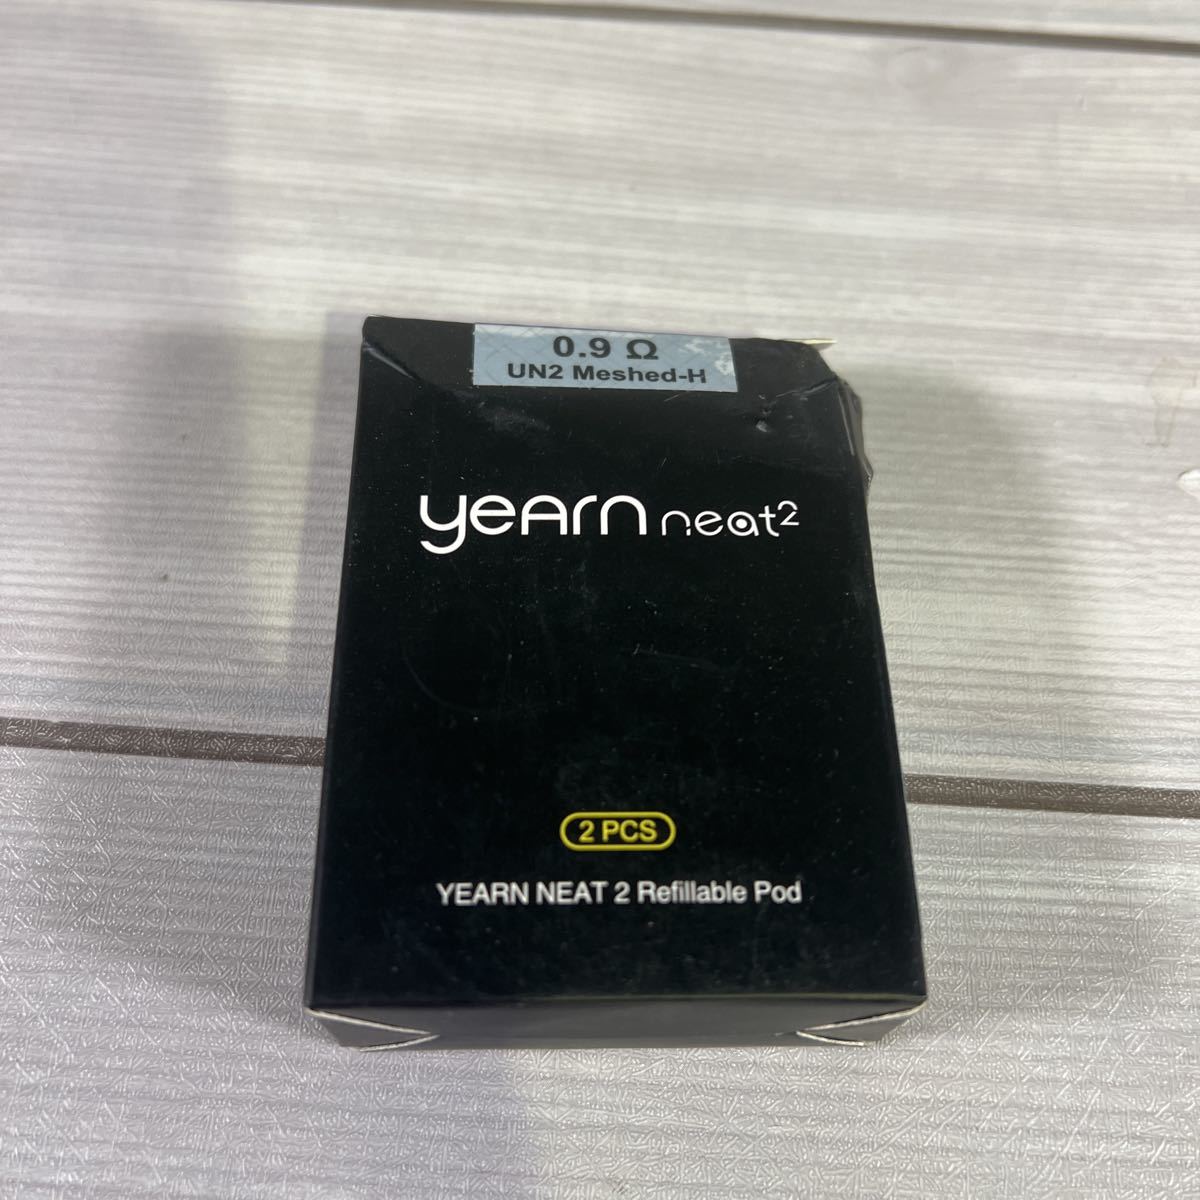 0.9 Ω
UN2 Meshed-H
yearn neat²
2 PCS
YEARN NEAT 2 Refillable Pod